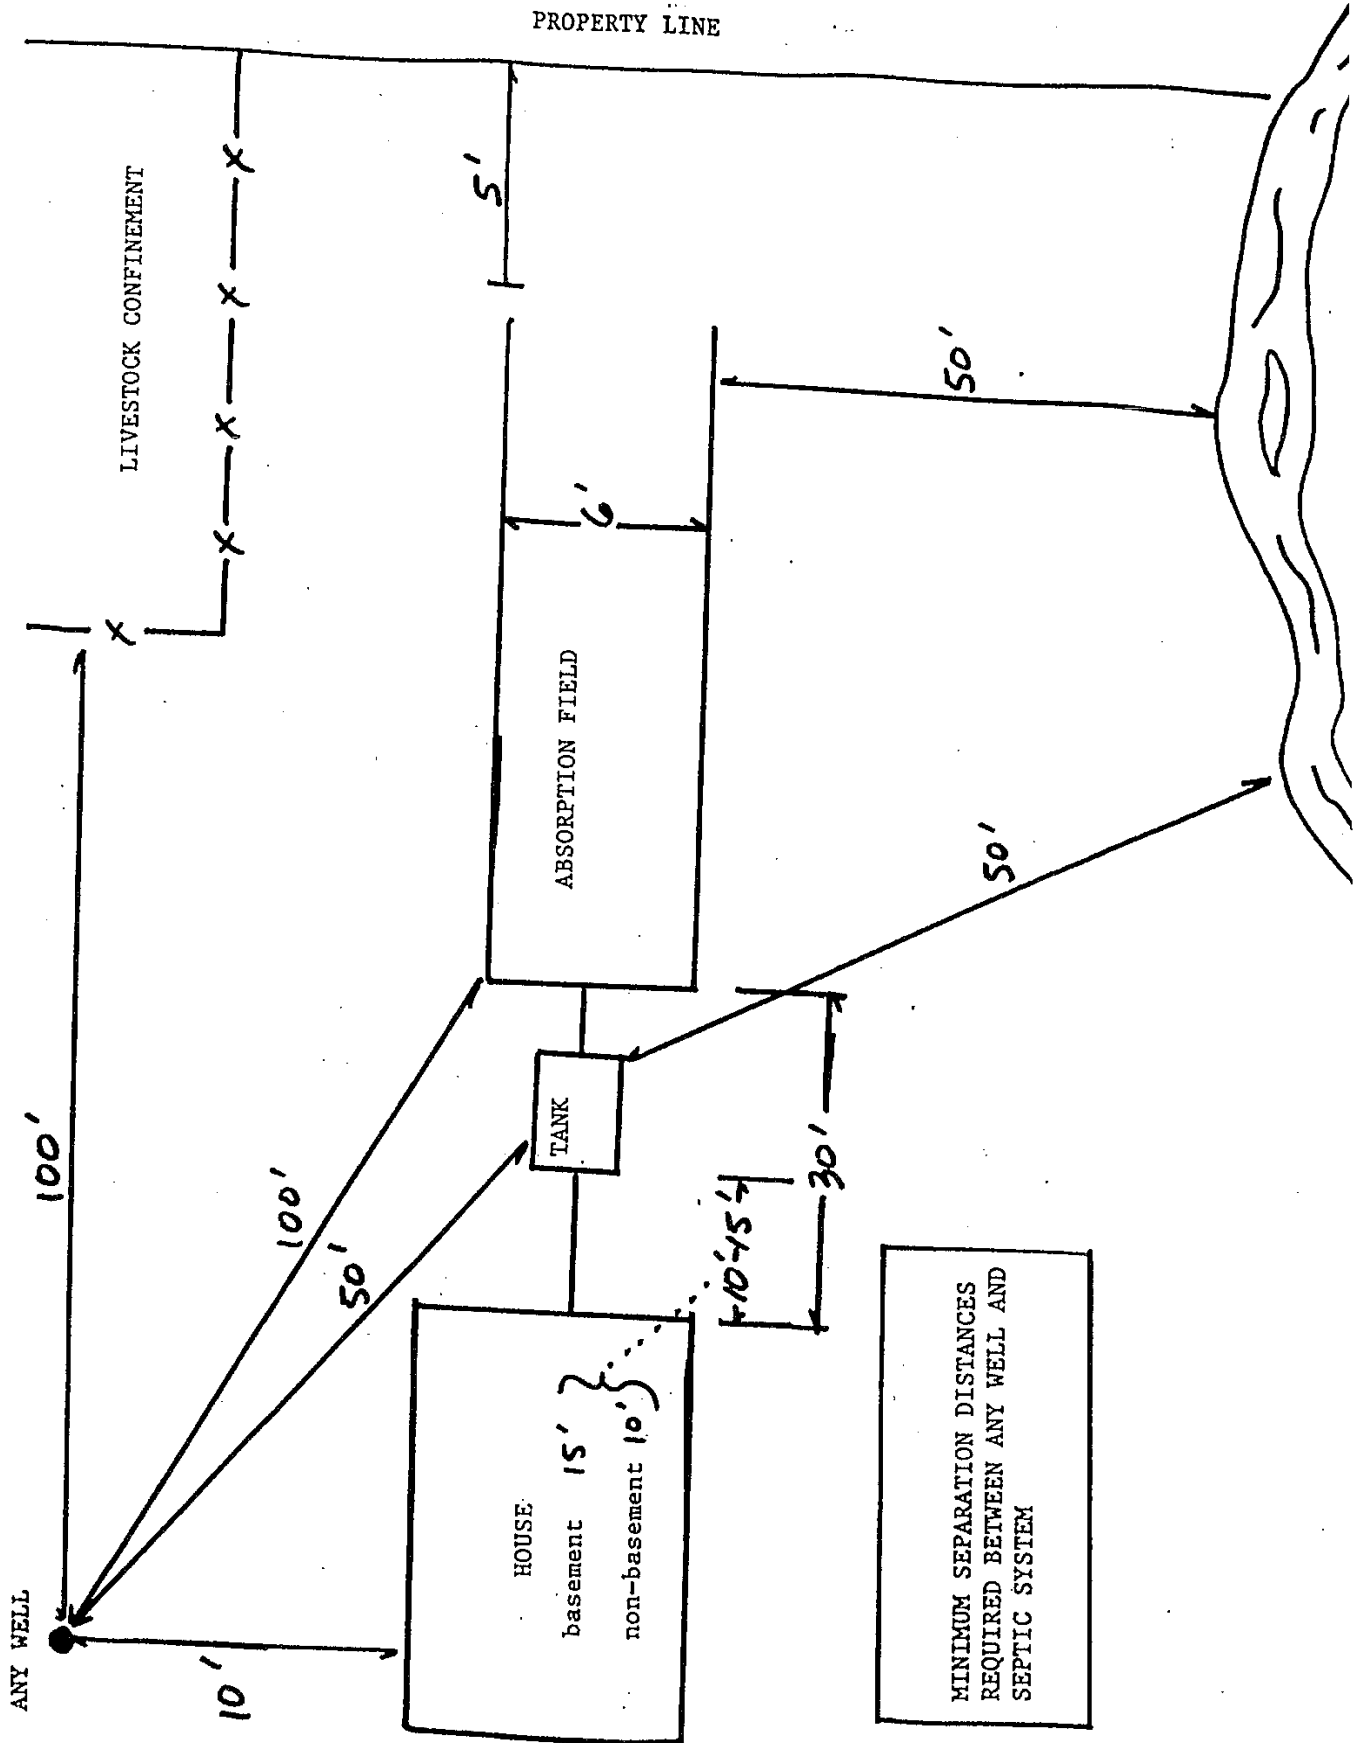 PROPERTY LINE
ANY WELL
100'
LIVESTOCK CONFINEMENT
10'
100'
50'
5'
HOUSE
basement 15'
non-basement 10'
TANK
ABSORPTION FIELD
6'
10'-15'
30'
50'
50'
MINIMUM SEPARATION DISTANCES
REQUIRED BETWEEN ANY WELL AND
SEPTIC SYSTEM